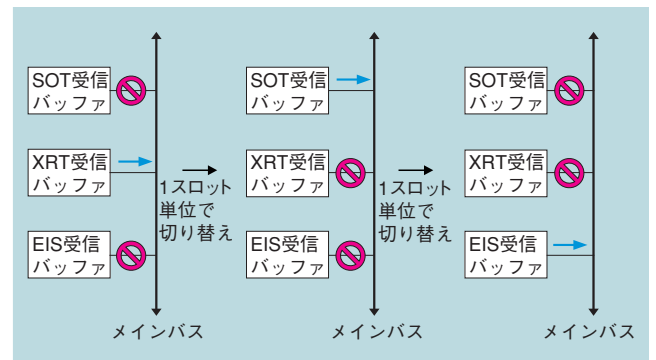 SOT受信
バッファ
XRT受信
バッファ
EIS受信
バッファ
メインバス
1スロット
単位で
切り替え
SOT受信
バッファ
XRT受信
バッファ
EIS受信
バッファ
メインバス
1スロット
単位で
切り替え
SOT受信
バッファ
XRT受信
バッファ
EIS受信
バッファ
メインバス